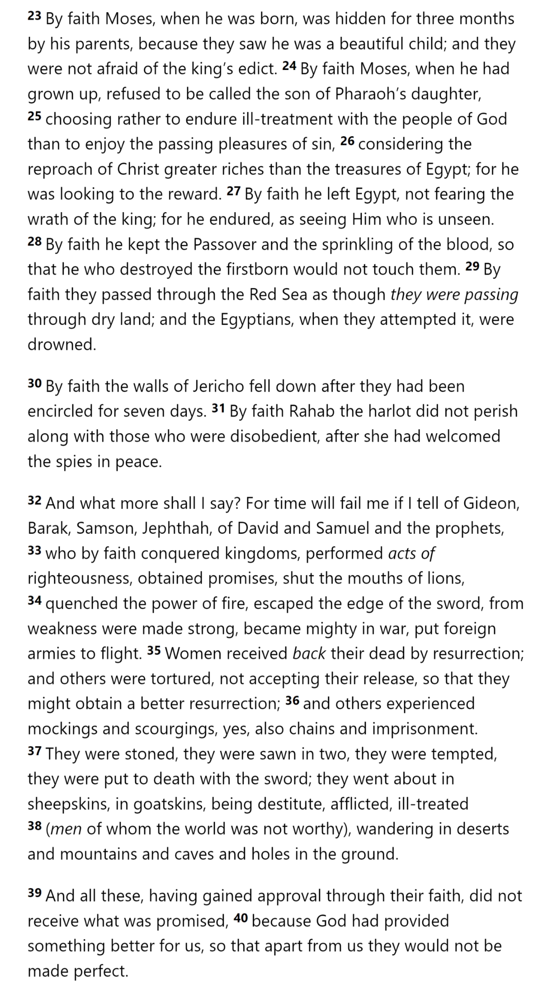 23 By faith Moses, when he was born, was hidden for three months
by his parents, because they saw he was a beautiful child; and they
were not afraid of the king’s edict. 24 By faith Moses, when he had
grown up, refused to be called the son of Pharaoh’s daughter,
25 choosing rather to endure ill-treatment with the people of God
than to enjoy the passing pleasures of sin, 26 considering the
reproach of Christ greater riches than the treasures of Egypt; for he
was looking to the reward. 27 By faith he left Egypt, not fearing the
wrath of the king; for he endured, as seeing Him who is unseen.
28 By faith he kept the Passover and the sprinkling of the blood, so
that he who destroyed the firstborn would not touch them. 29 By
faith they passed through the Red Sea as though they were passing
through dry land; and the Egyptians, when they attempted it, were
drowned.
30 By faith the walls of Jericho fell down after they had been
encircled for seven days. 31 By faith Rahab the harlot did not perish
along with those who were disobedient, after she had welcomed
the spies in peace.
32 And what more shall I say? For time will fail me if I tell of Gideon,
Barak, Samson, Jephthah, of David and Samuel and the prophets,
33 who by faith conquered kingdoms, performed acts of
righteousness, obtained promises, shut the mouths of lions,
34 quenched the power of fire, escaped the edge of the sword, from
weakness were made strong, became mighty in war, put foreign
armies to flight. 35 Women received back their dead by resurrection;
and others were tortured, not accepting their release, so that they
might obtain a better resurrection; 36 and others experienced
mockings and scourgings, yes, also chains and imprisonment.
37 They were stoned, they were sawn in two, they were tempted,
they were put to death with the sword; they went about in
sheepskins, in goatskins, being destitute, afflicted, ill-treated
38 (men of whom the world was not worthy), wandering in deserts
and mountains and caves and holes in the ground.
39 And all these, having gained approval through their faith, did not
receive what was promised, 40 because God had provided
something better for us, so that apart from us they would not be
made perfect.